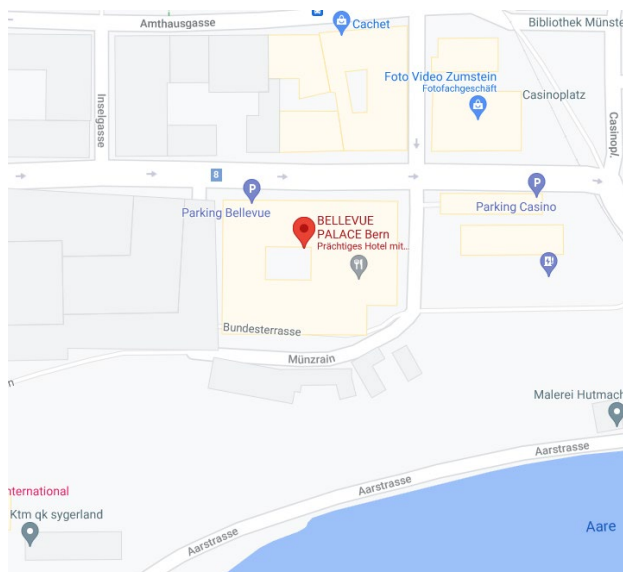 Amthausgasse
Cachet
Bibliothek Münste
Foto Video Zumstein
Fotofachgeschäft
Casinoplatz
Inselgasse
Casinopl.
8
P
P
Parking Bellevue
Parking Casino
BELLEVUE
PALACE Bern
Prächtiges Hotel mit...
Bundesterrasse
Münzrain
n
Malerei Hutmach
Aarstrasse
Aarstrasse
Aarstrasse
nternational
Ktm qk sygerland
Aare